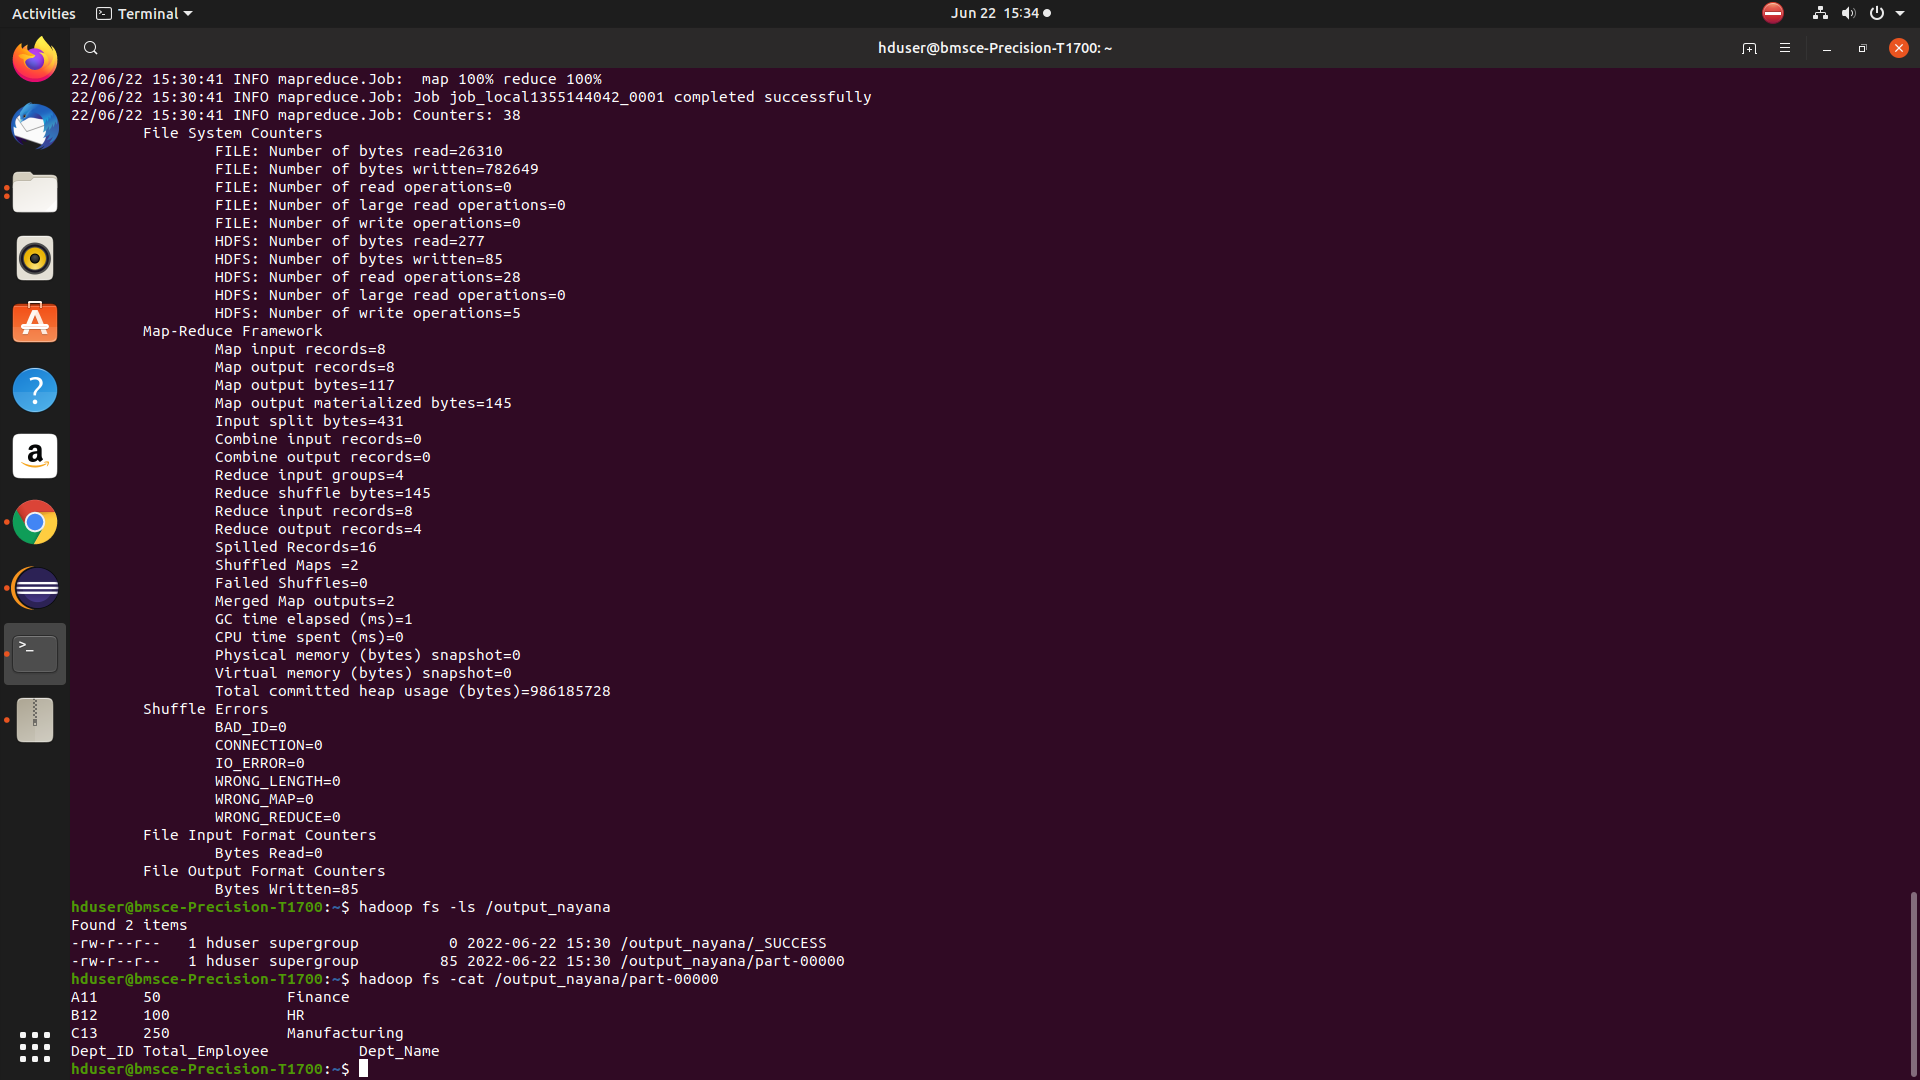 Activities Terminal Jun 22 15:34
hduser@bmsce-Precision-T1700: ~
22/06/22 15:30:41 INFO mapreduce.Job:  map 100% reduce 100%
22/06/22 15:30:41 INFO mapreduce.Job: Job job_local1355144042_0001 completed successfully
22/06/22 15:30:41 INFO mapreduce.Job: Counters: 38
File System Counters
FILE: Number of bytes read=26310
FILE: Number of bytes written=782649
FILE: Number of read operations=0
FILE: Number of large read operations=0
FILE: Number of write operations=0
HDFS: Number of bytes read=277
HDFS: Number of bytes written=85
HDFS: Number of read operations=28
HDFS: Number of large read operations=0
HDFS: Number of write operations=5
Map-Reduce Framework
Map input records=8
Map output records=8
Map output bytes=117
Map output materialized bytes=145
Input split bytes=431
Combine input records=0
Combine output records=0
Reduce input groups=4
Reduce shuffle bytes=145
Reduce input records=8
Reduce output records=4
Spilled Records=16
Shuffled Maps =2
Failed Shuffles=0
Merged Map outputs=2
GC time elapsed (ms)=1
CPU time spent (ms)=0
Physical memory (bytes) snapshot=0
Virtual memory (bytes) snapshot=0
Total committed heap usage (bytes)=986185728
Shuffle Errors
BAD_ID=0
CONNECTION=0
IO_ERROR=0
WRONG_LENGTH=0
WRONG_MAP=0
WRONG_REDUCE=0
File Input Format Counters
Bytes Read=0
File Output Format Counters
Bytes Written=85
hduser@bmsce-Precision-T1700:~$ hadoop fs -ls /output_nayana
Found 2 items
-rw-r--r--   1 hduser supergroup          0 2022-06-22 15:30 /output_nayana/_SUCCESS
-rw-r--r--   1 hduser supergroup         85 2022-06-22 15:30 /output_nayana/part-00000
hduser@bmsce-Precision-T1700:~$ hadoop fs -cat /output_nayana/part-00000
A11     50              Finance
B12     100             HR
C13     250             Manufacturing
Dept_ID Total_Employee          Dept_Name
hduser@bmsce-Precision-T1700:~$